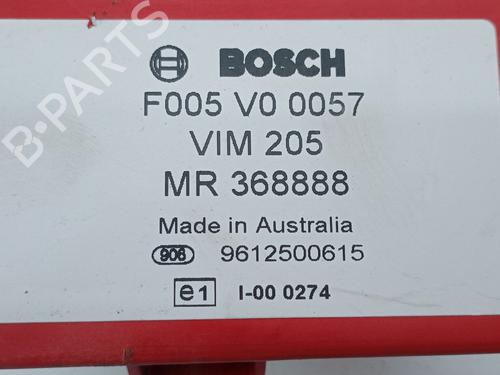 B-PARTS
BOSCH
F005 V0 0057
VIM 205
MR 368888
Made in Australia
906 9612500615
e1 I-00 0274